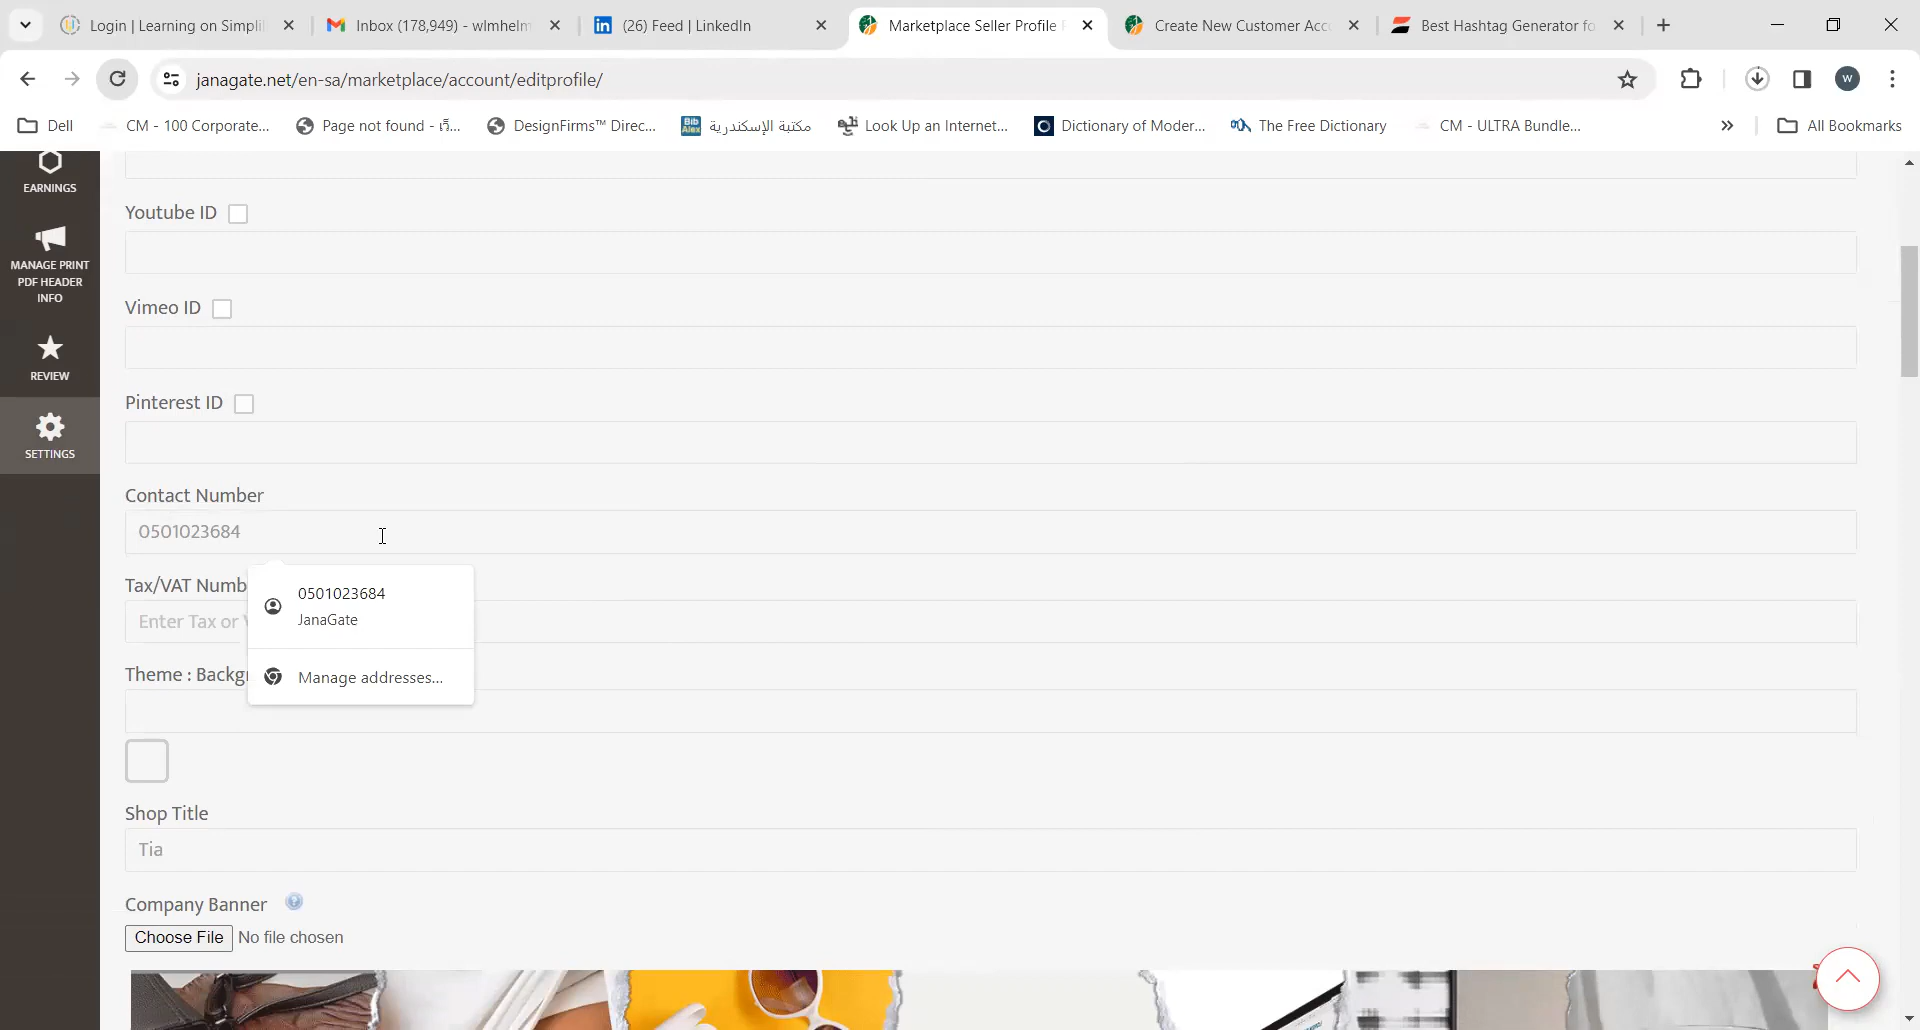 Login | Learning on Simpli
Inbox (178,949) - wlmhelm
(26) Feed | LinkedIn
Marketplace Seller Profile
Create New Customer Acc
Best Hashtag Generator fo
janagate.net/en-sa/marketplace/account/editprofile/
W
Dell
CM - 100 Corporate...
Page not found - เว็...
DesignFirms™ Direc...
مكتبة الإسكندرية
Look Up an Internet...
Dictionary of Moder...
The Free Dictionary
CM - ULTRA Bundle...
All Bookmarks
EARNINGS
MANAGE PRINT
PDF HEADER
INFO
REVIEW
SETTINGS
Youtube ID
Vimeo ID
Pinterest ID
Contact Number
0501023684
Tax/VAT Numb
0501023684
JanaGate
Enter Tax or
Theme : Backgr
Manage addresses...
Shop Title
Tia
Company Banner
Choose File No file chosen